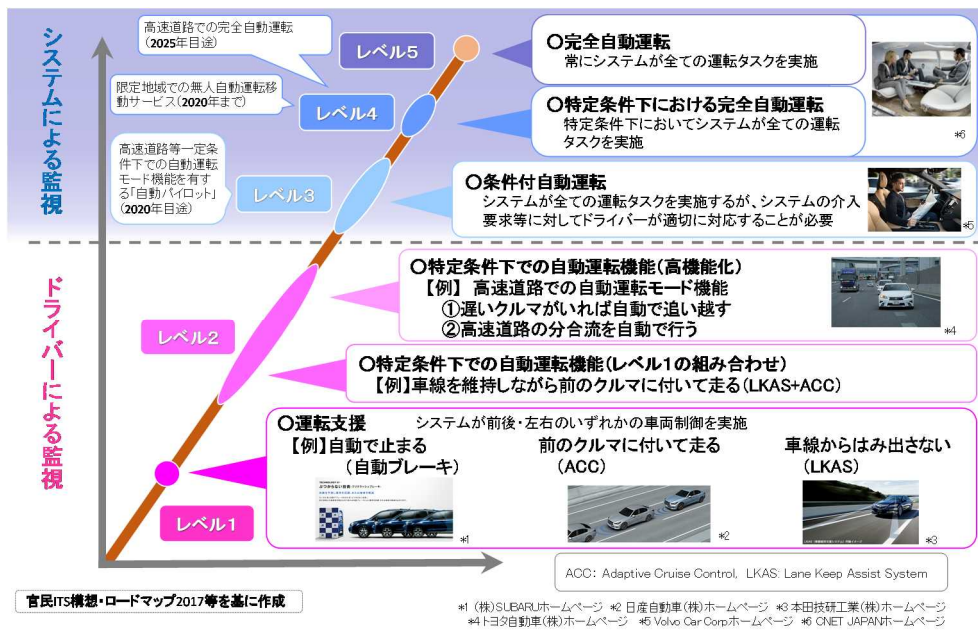 システムによる監視
高速道路での完全自動運転
(2025年目途)
レベル5
○完全自動運転
常にシステムが全ての運転タスクを実施
限定地域での無人自動運転移
動サービス(2020年まで)
レベル4
○特定条件下における完全自動運転
特定条件下においてシステムが全ての運転
タスクを実施
*6
高速道路等一定条
件下での自動運転
モード機能を有す
る「自動パイロット」
(2020年目途)
レベル3
○条件付自動運転
システムが全ての運転タスクを実施するが、システムの介入
要求等に対してドライバーが適切に対応することが必要
*5
ドライバーによる監視
レベル2
○特定条件下での自動運転機能(高機能化)
【例】 高速道路での自動運転モード機能
①遅いクルマがいれば自動で追い越す
②高速道路の分合流を自動で行う
*4
○特定条件下での自動運転機能(レベル1の組み合わせ)
【例】車線を維持しながら前のクルマに付いて走る(LKAS+ACC)
レベル1
○運転支援 システムが前後・左右のいずれかの車両制御を実施
【例】自動で止まる
(自動ブレーキ)
*1
前のクルマに付いて走る
(ACC)
*2
車線からはみ出さない
(LKAS)
*3
ACC: Adaptive Cruise Control, LKAS: Lane Keep Assist System
官民ITS構想・ロードマップ2017等を基に作成
*1 (株)SUBARUホームページ *2 日産自動車(株)ホームページ *3 本田技研工業(株)ホームページ
*4 トヨタ自動車(株)ホームページ *5 Volvo Car Corp.ホームページ *6 CNET JAPANホームページ